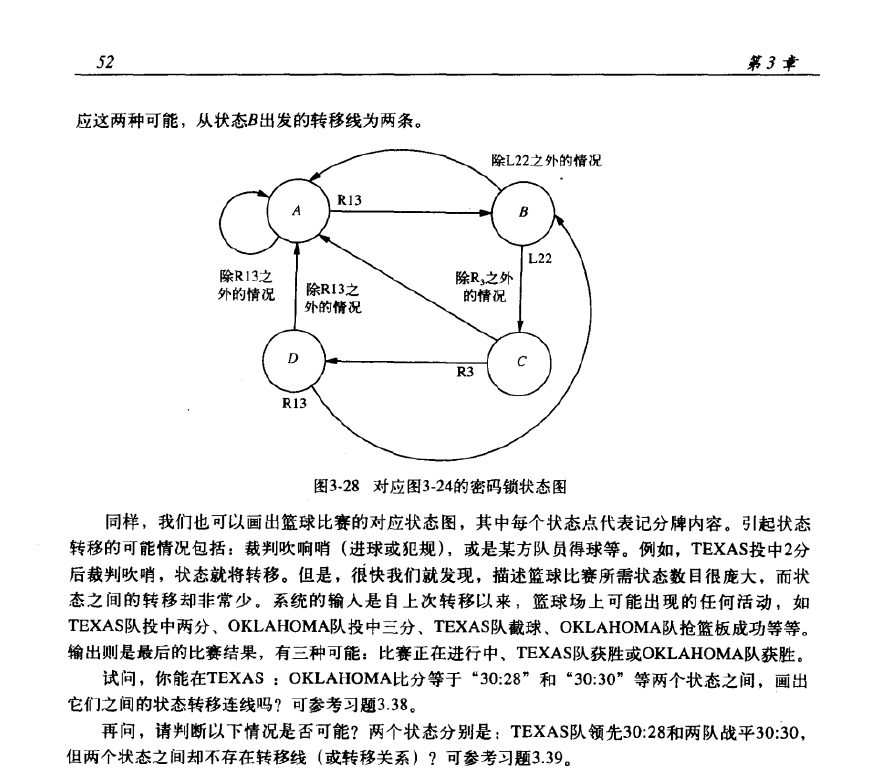 52
第3章
应这两种可能，从状态B出发的转移线为两条。
除L22之外的情况
A
R13
B
L22
除R13之
外的情况
除R13之
外的情况
除R3之外
的情况
D
R3
C
R13
图3-28 对应图3-24的密码锁状态图
同样，我们也可以画出篮球比赛的对应状态图，其中每个状态点代表记分牌内容。引起状态
转移的可能情况包括：裁判吹响哨（进球或犯规），或是某方队员得球等。例如，TEXAS投中2分
后裁判吹哨，状态就将转移。但是，很快我们就发现，描述篮球比赛所需状态数目很庞大，而状
态之间的转移却非常少。系统的输入是自上次转移以来，篮球场上可能出现的任何活动，如
TEXAS队投中两分、OKLAHOMA队投中三分、TEXAS队截球、OKLAHOMA队抢篮板成功等等。
输出则是最后的比赛结果，有三种可能：比赛正在进行中、TEXAS队获胜或OKLAHOMA队获胜。
试问，你能在TEXAS：OKLAHOMA比分等于“30:28”和“30:30”等两个状态之间，画出
它们之间的状态转移连线吗？可参考习题3.38。
再问，请判断以下情况是否可能？两个状态分别是：TEXAS队领先30:28和两队战平30:30，
但两个状态之间却不存在转移线（或转移关系）？可参考习题3.39。